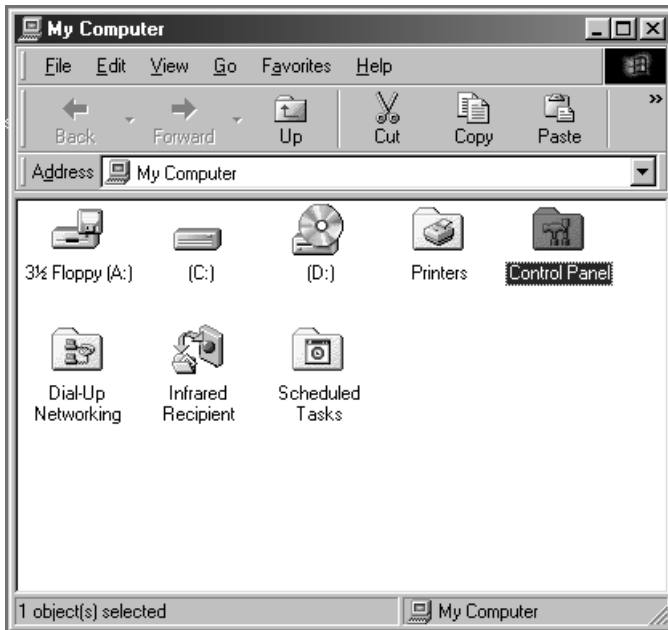 My Computer
File Edit View Go Favorites Help
Back Forward Up Cut Copy Paste »
Address My Computer
3½ Floppy (A:) (C:) (D:) Printers Control Panel
Dial-Up Networking
Infrared Recipient
Scheduled Tasks
1 object(s) selected My Computer